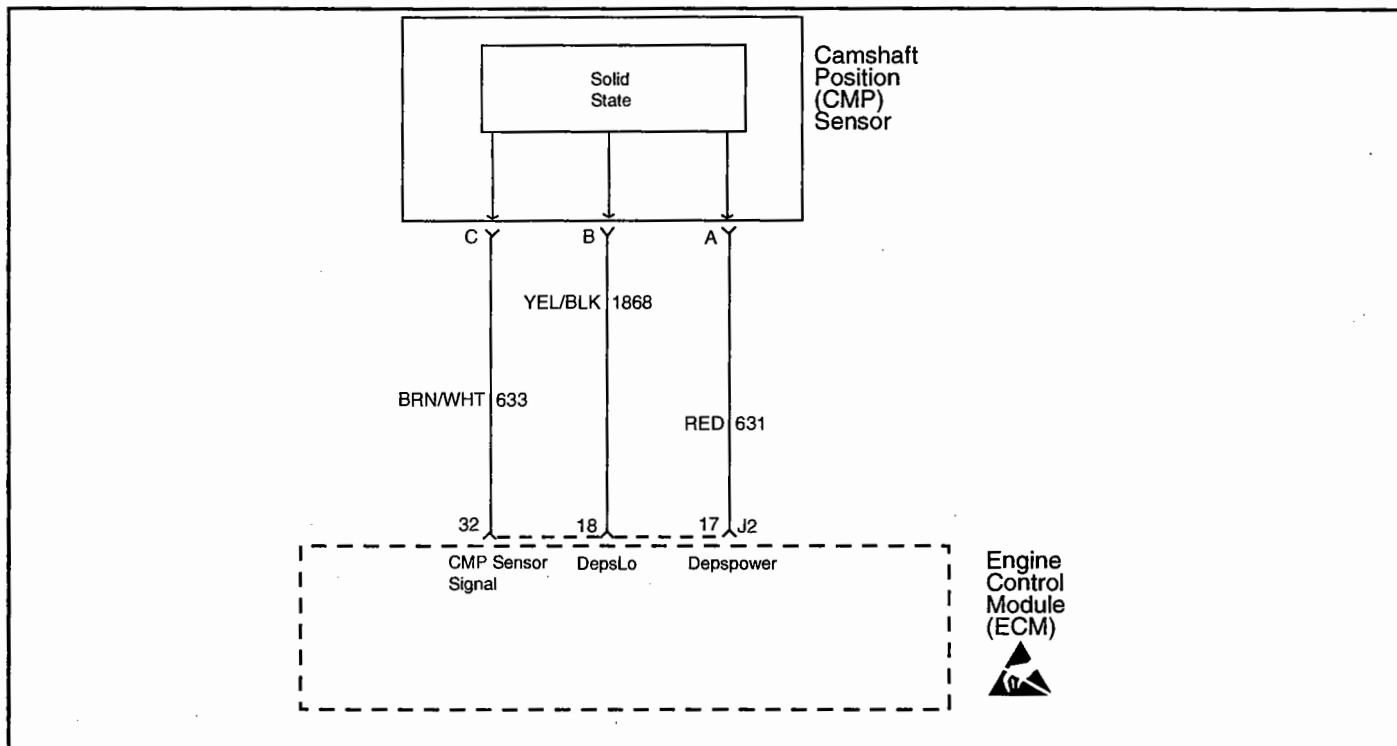 Solid
State
Camshaft
Position
(CMP)
Sensor
C
B
A
YEL/BLK 1868
BRN/WHT 633
RED 631
32
18
17 J2
CMP Sensor
Signal
DepsLo
Depspower
Engine
Control
Module
(ECM)